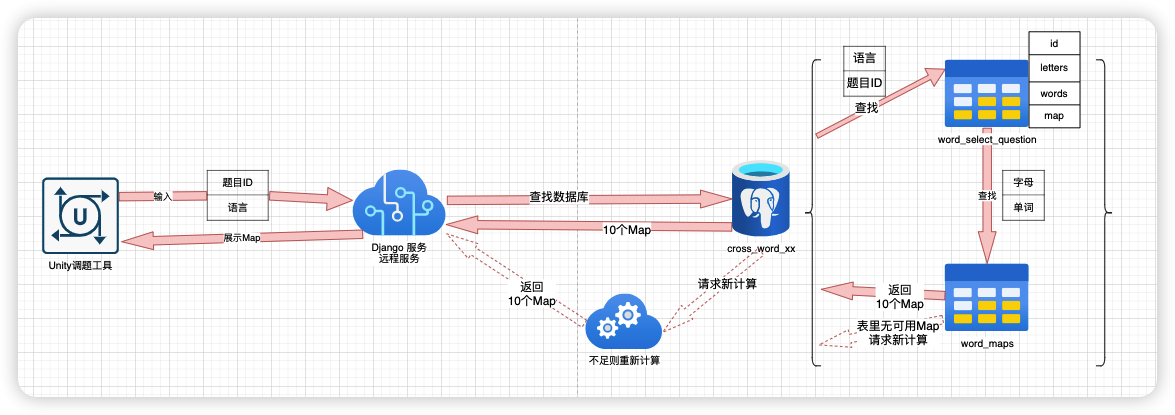 U
Unity调题工具
输入
题目ID
语言
展示Map
Django 服务
远程服务
查找数据库
10个Map
cross_word_xx
返回
10个Map
请求新计算
不足则重新计算
语言
题目ID
查找
id
letters
words
map
word_select_question
查找
字母
单词
返回
10个Map
表里无可用Map
请求新计算
word_maps